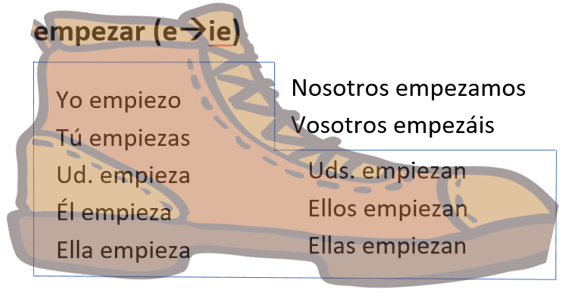 empezar (e→ie)
Yo empiezo
Tú empiezas
Ud. empieza
Él empieza
Ella empieza
Nosotros empezamos
Vosotros empezáis
Uds. empiezan
Ellos empiezan
Ellas empiezan